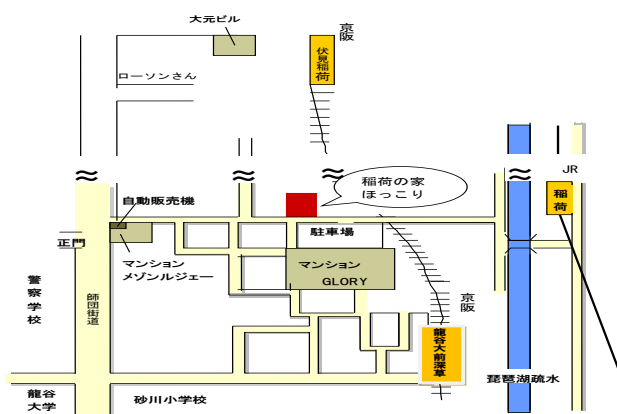 大元ビル
京阪
伏見稲荷
ローソンさん
JR
稲荷の家
ほっこり
稲荷
自動販売機
正門
駐車場
マンション
メゾンルジェー
マンション
GLORY
警察学校
師団街道
京阪
龍谷大前深草
琵琶湖疏水
龍谷
大学
砂川小学校